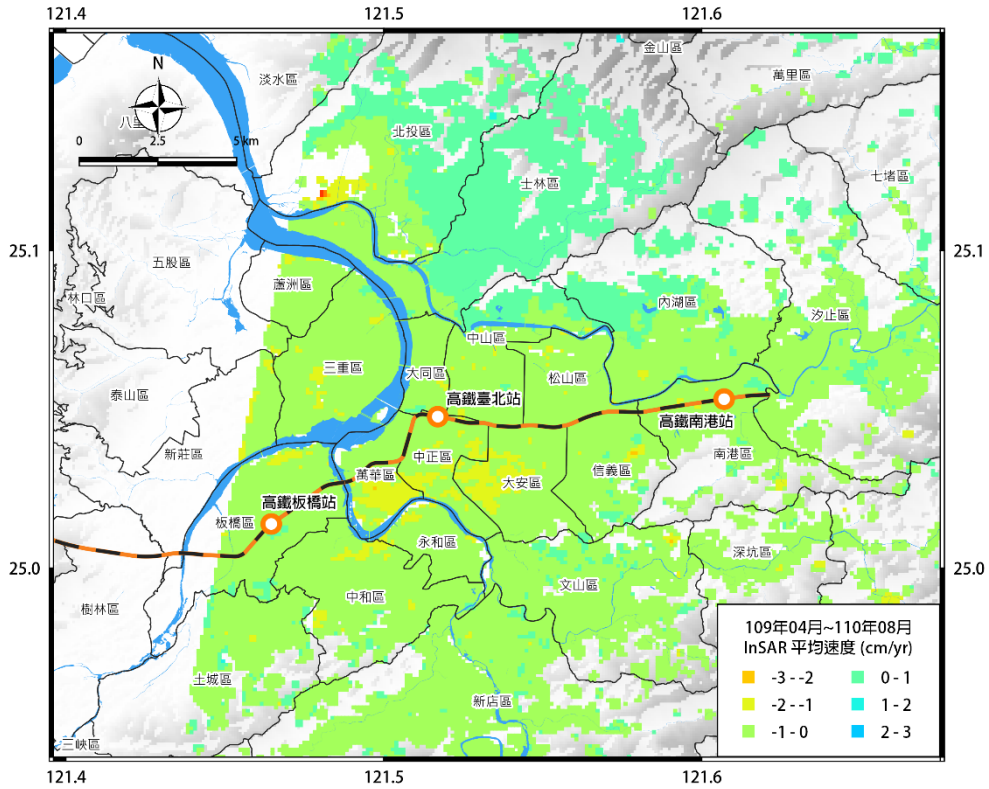 121.4
121.5
121.6
金山區
淡水區
萬里區
N
八里
北投區
0
2.5
5 km
士林區
七堵區
25.1
25.1
五股區
蘆洲區
林口區
內湖區
汐止區
中山區
三重區
大同區
松山區
泰山區
高鐵臺北站
高鐵南港站
新莊區
中正區
南港區
萬華區
信義區
大安區
高鐵板橋站
板橋區
永和區
深坑區
25.0
25.0
文山區
中和區
樹林區
109年04月~110年08月
InSAR 平均速度 (cm/yr)
-3 - -2
0 - 1
土城區
-2 - -1
1 - 2
新店區
-1 - 0
2 - 3
三峽區
121.4
121.5
121.6